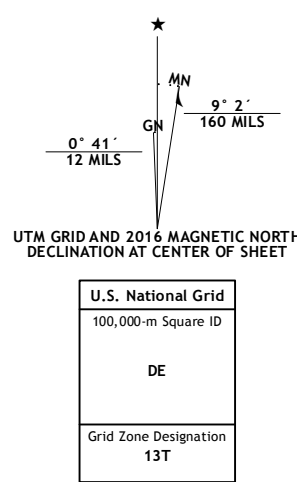 MN
GN
9° 2´
160 MILS
0° 41´
12 MILS
UTM GRID AND 2016 MAGNETIC NORTH
DECLINATION AT CENTER OF SHEET
U.S. National Grid
100,000-m Square ID
DE
Grid Zone Designation
13T